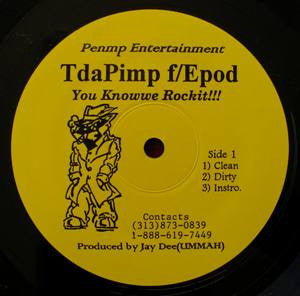 Penmp Entertainment
TdaPimp f/Epod
You Knowwe Rockit!!!
Side 1
1) Clean
2) Dirty
3) Instro.
Contacts
(313)873-0839
1-888-619-7449
Produced by Jay Dee(UMMAH)